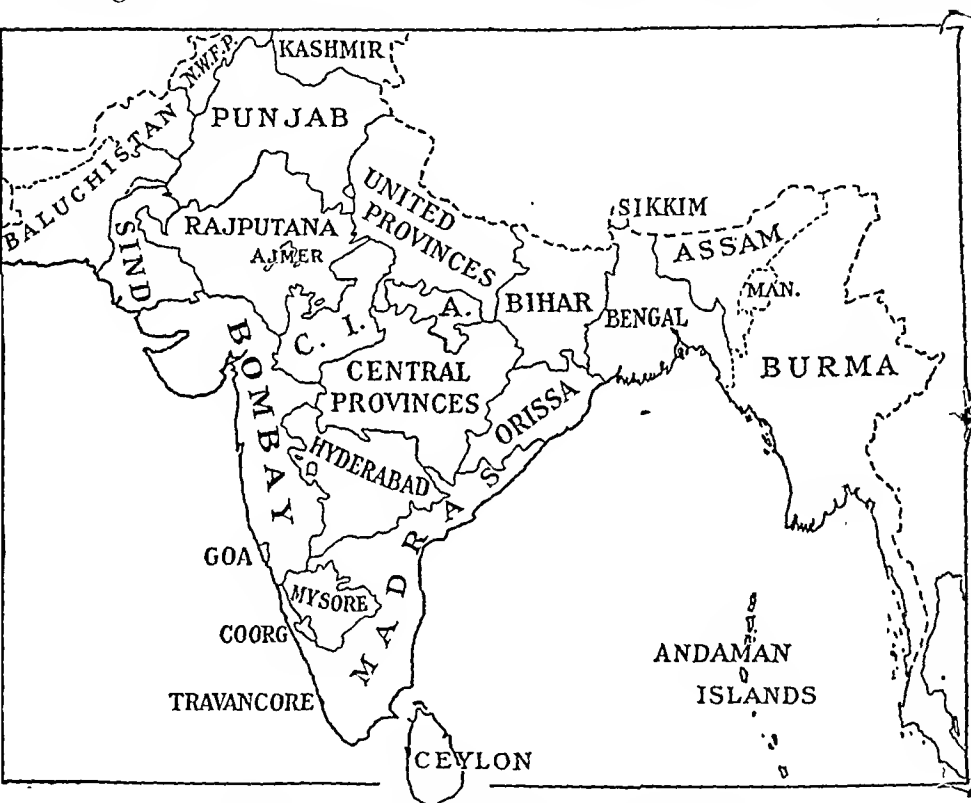 N.W.F.P.
KASHMIR
PUNJAB
BALUCHISTAN
UNITED
PROVINCES
SIKKIM
RAJPUTANA
ASSAM
SIND
AJMER
MAN.
A.
BIHAR
BENGAL
C. I.
BOMBAY
CENTRAL
PROVINCES
BURMA
ORISSA
HYDERABAD
MADRAS
GOA
MYSORE
COORG
ANDAMAN
ISLANDS
TRAVANCORE
CEYLON